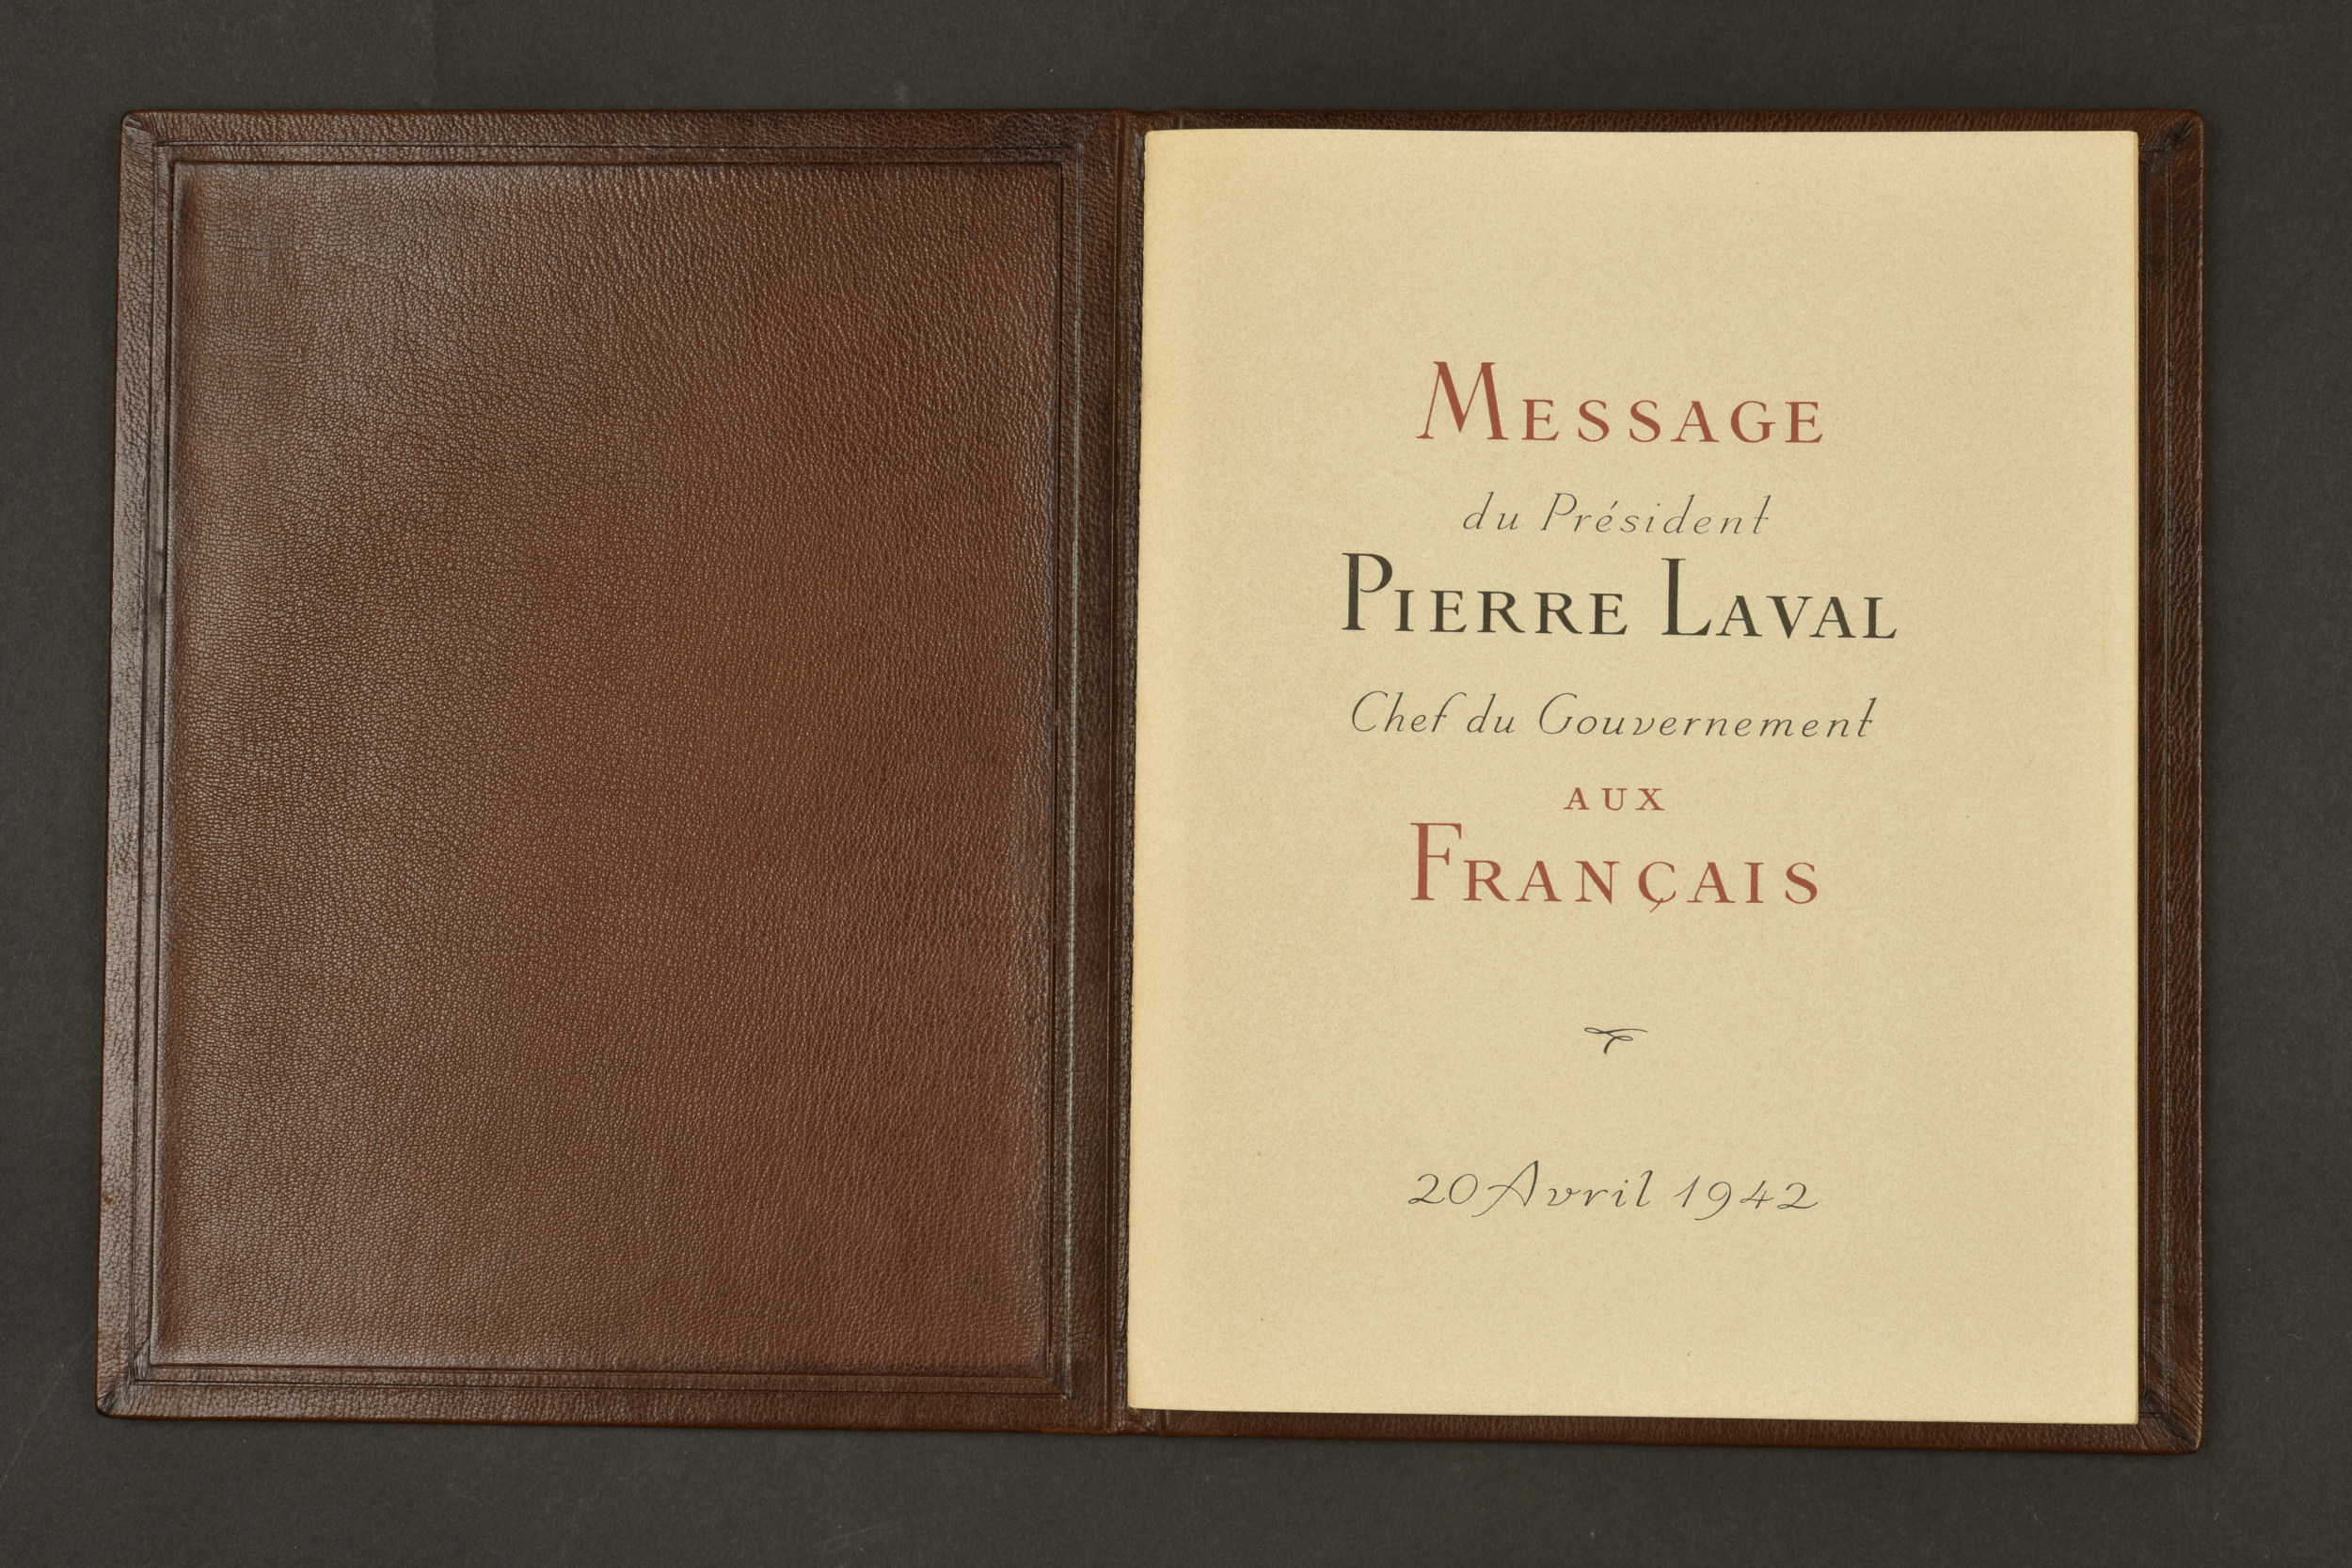 MESSAGE
du Président
PIERRE LAVAL
Chef du Gouvernement
AUX
FRANÇAIS
20 Avril 1942